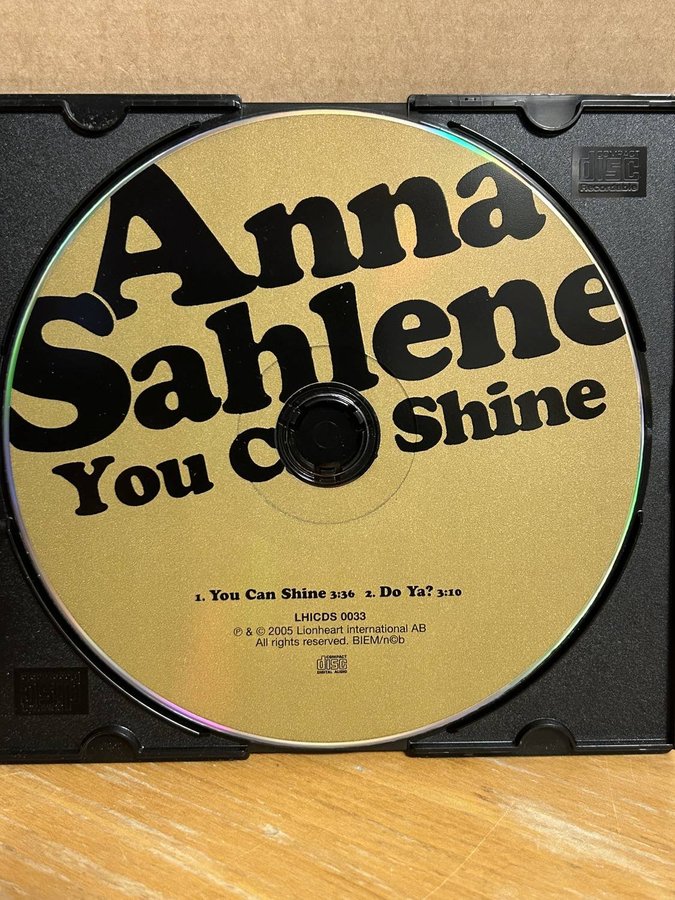 Anna
Sahlene
You C Shine
1. You Can Shine 3:36 2. Do Ya? 3:10
LHICDS 0033
℗ & © 2005 Lionheart international AB
All rights reserved. BIEM/n©b
COMPACT
disc
DIGITAL AUDIO
COMPACT
disc
Recordable